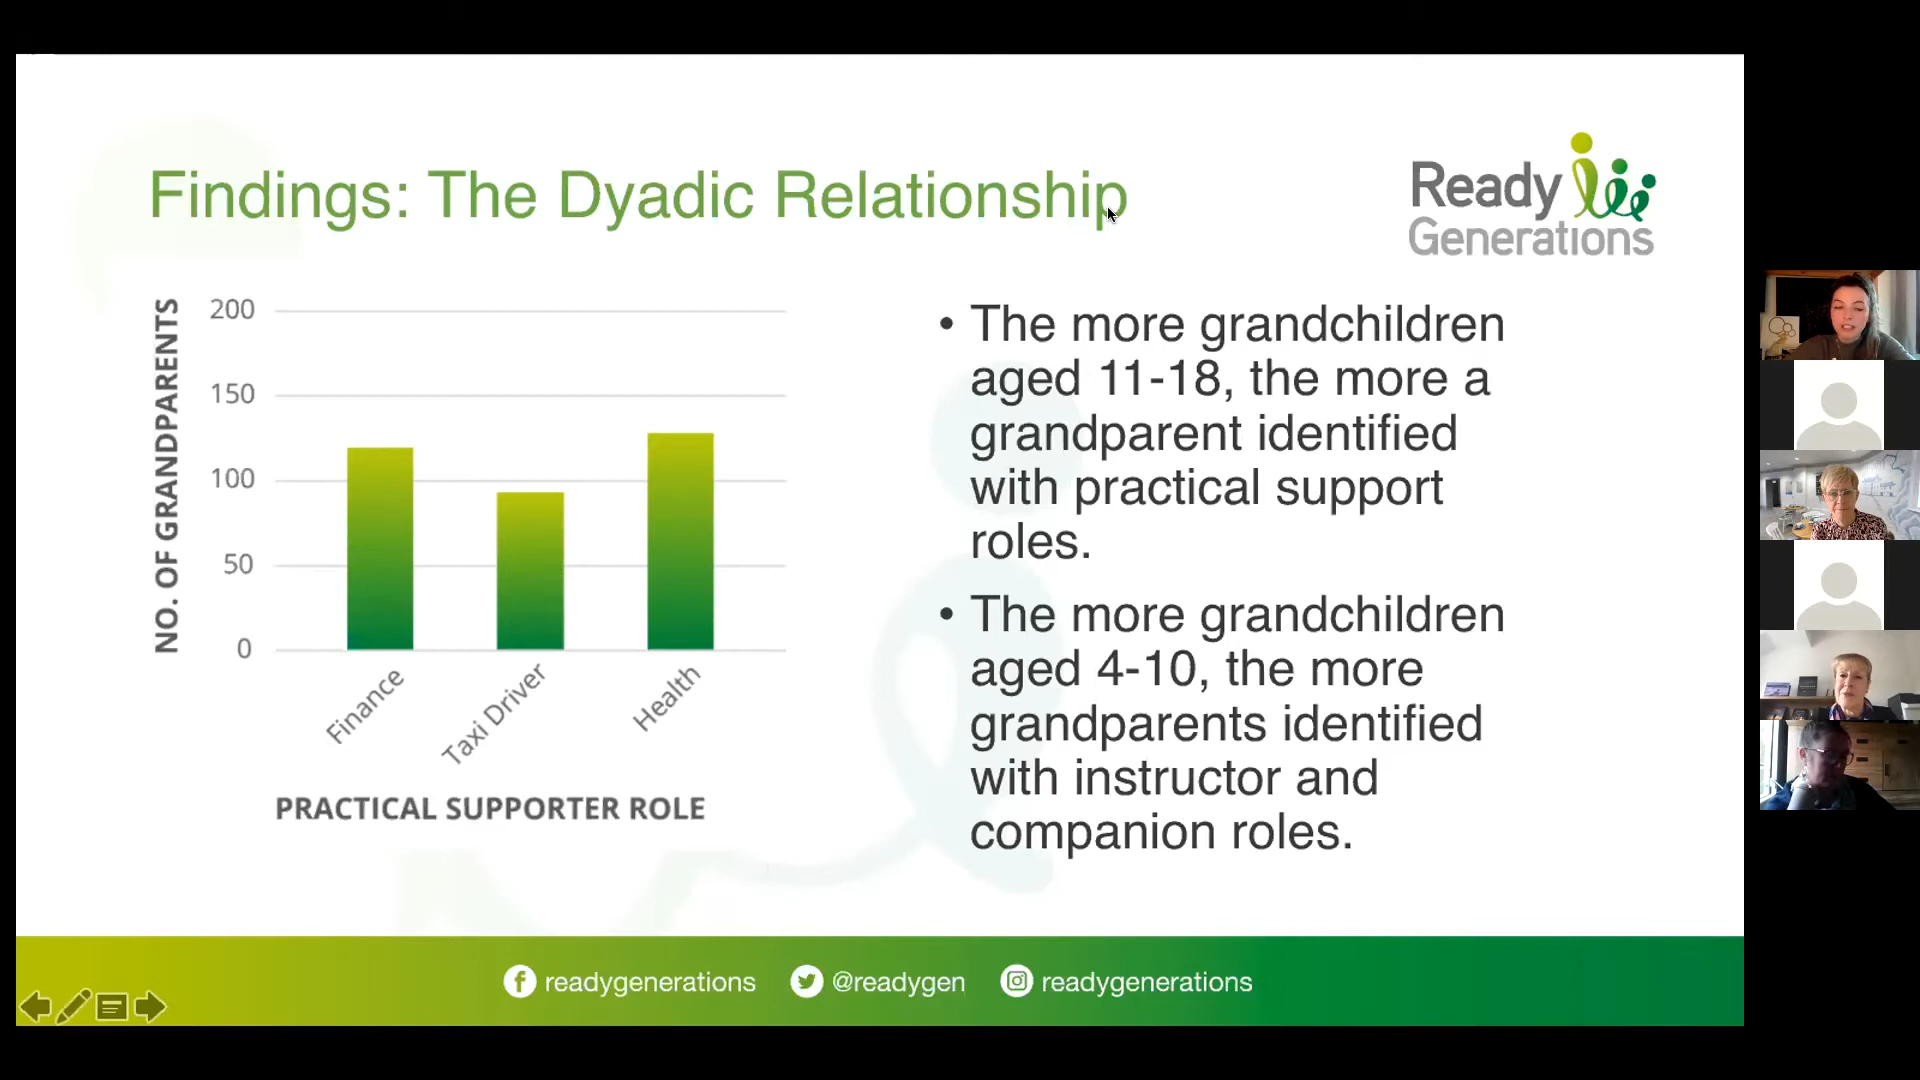 Findings: The Dyadic Relationship
Ready
Generations
NO. OF GRANDPARENTS
200
150
100
50
0
Finance
Taxi Driver
Health
PRACTICAL SUPPORTER ROLE
• The more grandchildren
aged 11-18, the more a
grandparent identified
with practical support
roles.
• The more grandchildren
aged 4-10, the more
grandparents identified
with instructor and
companion roles.
readygenerations
@readygen
readygenerations